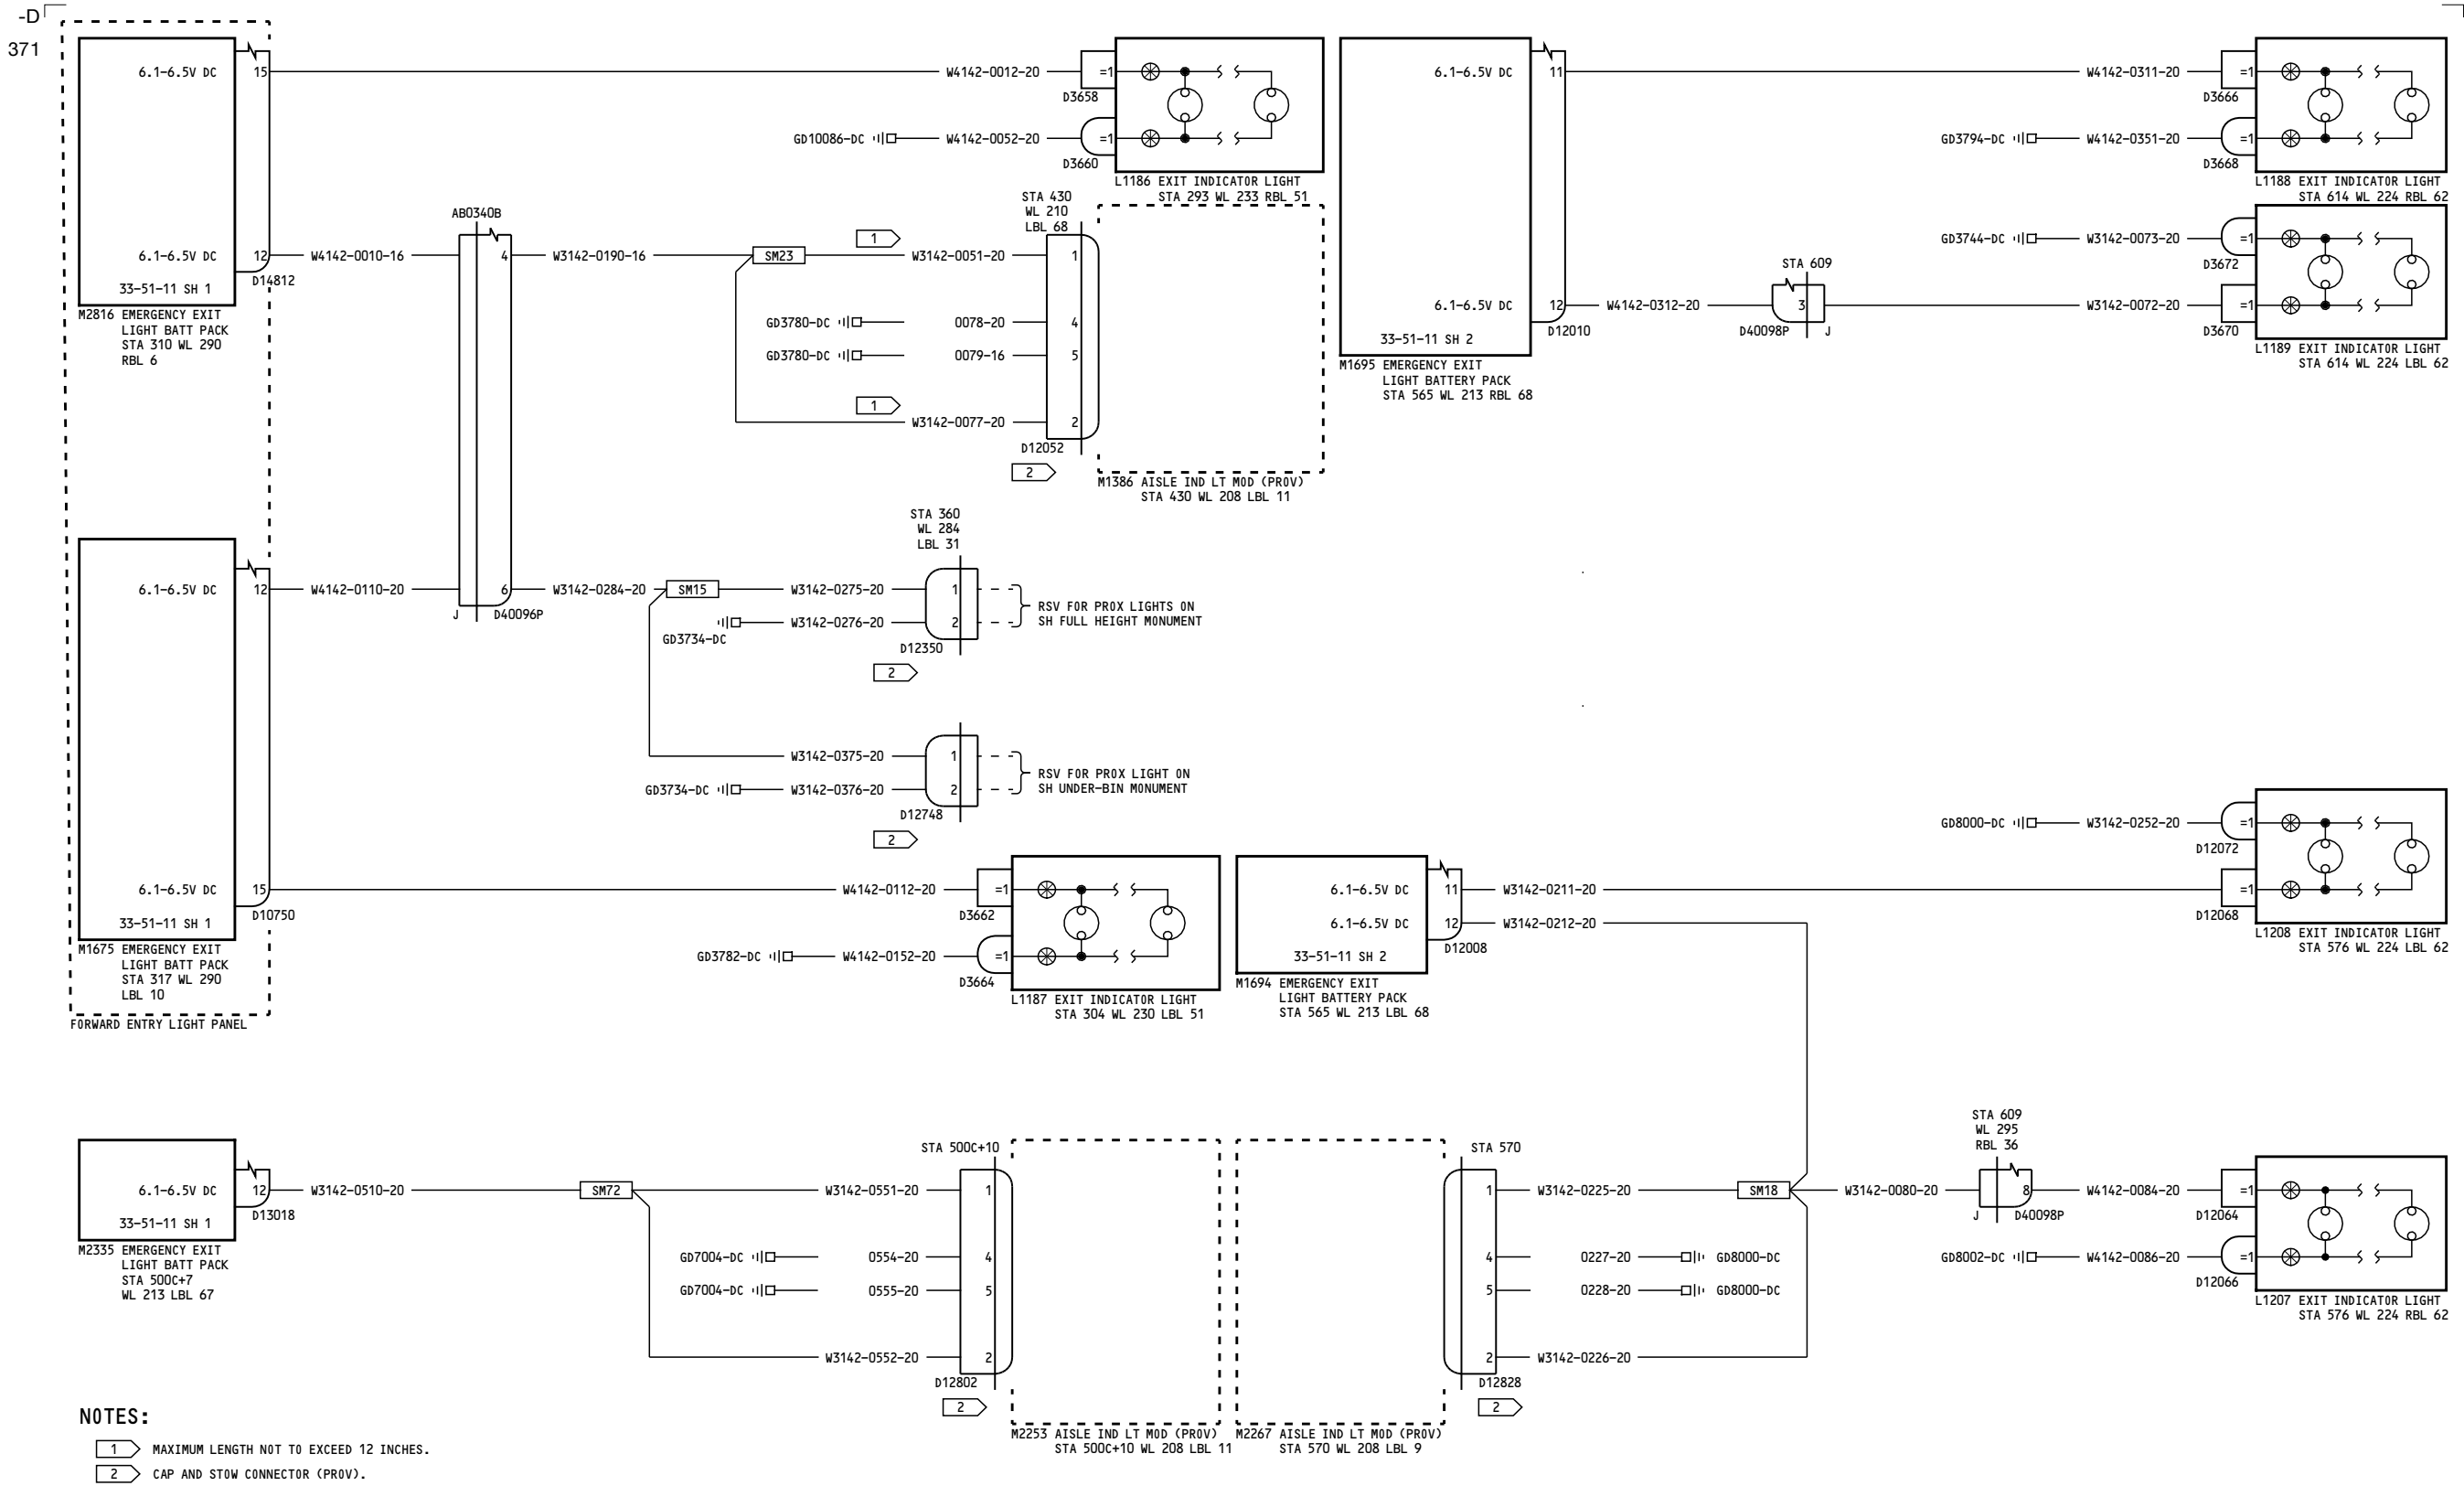 -D
371
6.1-6.5V DC
15
6.1-6.5V DC
12
33-51-11 SH 1
D14812
M2816 EMERGENCY EXIT
LIGHT BATT PACK
STA 310 WL 290
RBL 6
W4142-0012-20
=1
D3658
GD10086-DC
W4142-0052-20
=1
D3660
L1186 EXIT INDICATOR LIGHT
STA 293 WL 233 RBL 51
W4142-0010-16
AB0340B
4
W3142-0190-16
SM23
1
W3142-0051-20
STA 430
WL 210
LBL 68
1
GD3780-DC
0078-20
4
GD3780-DC
0079-16
5
1
W3142-0077-20
2
D12052
2
M1386 AISLE IND LT MOD (PROV)
STA 430 WL 208 LBL 11
6.1-6.5V DC
11
6.1-6.5V DC
12
33-51-11 SH 2
D12010
M1695 EMERGENCY EXIT
LIGHT BATTERY PACK
STA 565 WL 213 RBL 68
W4142-0311-20
=1
D3666
GD3794-DC
W4142-0351-20
=1
D3668
L1188 EXIT INDICATOR LIGHT
STA 614 WL 224 RBL 62
GD3744-DC
W3142-0073-20
=1
D3672
W4142-0312-20
STA 609
3
D40098P
J
W3142-0072-20
=1
D3670
L1189 EXIT INDICATOR LIGHT
STA 614 WL 224 LBL 62
6.1-6.5V DC
12
W4142-0110-20
6
J
D40096P
W3142-0284-20
SM15
W3142-0275-20
STA 360
WL 284
LBL 31
1
GD3734-DC
W3142-0276-20
2
D12350
2
RSV FOR PROX LIGHTS ON
SH FULL HEIGHT MONUMENT
W3142-0375-20
1
GD3734-DC
W3142-0376-20
2
D12748
2
RSV FOR PROX LIGHT ON
SH UNDER-BIN MONUMENT
6.1-6.5V DC
15
33-51-11 SH 1
D10750
M1675 EMERGENCY EXIT
LIGHT BATT PACK
STA 317 WL 290
LBL 10
FORWARD ENTRY LIGHT PANEL
W4142-0112-20
=1
D3662
GD3782-DC
W4142-0152-20
=1
D3664
L1187 EXIT INDICATOR LIGHT
STA 304 WL 230 LBL 51
6.1-6.5V DC
11
6.1-6.5V DC
12
33-51-11 SH 2
D12008
M1694 EMERGENCY EXIT
LIGHT BATTERY PACK
STA 565 WL 213 LBL 68
W3142-0211-20
W3142-0212-20
GD8000-DC
W3142-0252-20
=1
D12072
=1
D12068
L1208 EXIT INDICATOR LIGHT
STA 576 WL 224 LBL 62
6.1-6.5V DC
12
33-51-11 SH 1
D13018
M2335 EMERGENCY EXIT
LIGHT BATT PACK
STA 500C+7
WL 213 LBL 67
W3142-0510-20
SM72
W3142-0551-20
STA 500C+10
1
GD7004-DC
0554-20
4
GD7004-DC
0555-20
5
W3142-0552-20
2
D12802
2
M2253 AISLE IND LT MOD (PROV)
STA 500C+10 WL 208 LBL 11
M2267 AISLE IND LT MOD (PROV)
STA 570 WL 208 LBL 9
STA 570
1
W3142-0225-20
SM18
4
0227-20
GD8000-DC
5
0228-20
GD8000-DC
2
W3142-0226-20
D12828
2
W3142-0080-20
STA 609
WL 295
RBL 36
8
J
D40098P
W4142-0084-20
=1
D12064
GD8002-DC
W4142-0086-20
=1
D12066
L1207 EXIT INDICATOR LIGHT
STA 576 WL 224 RBL 62
NOTES:
1 MAXIMUM LENGTH NOT TO EXCEED 12 INCHES.
2 CAP AND STOW CONNECTOR (PROV).